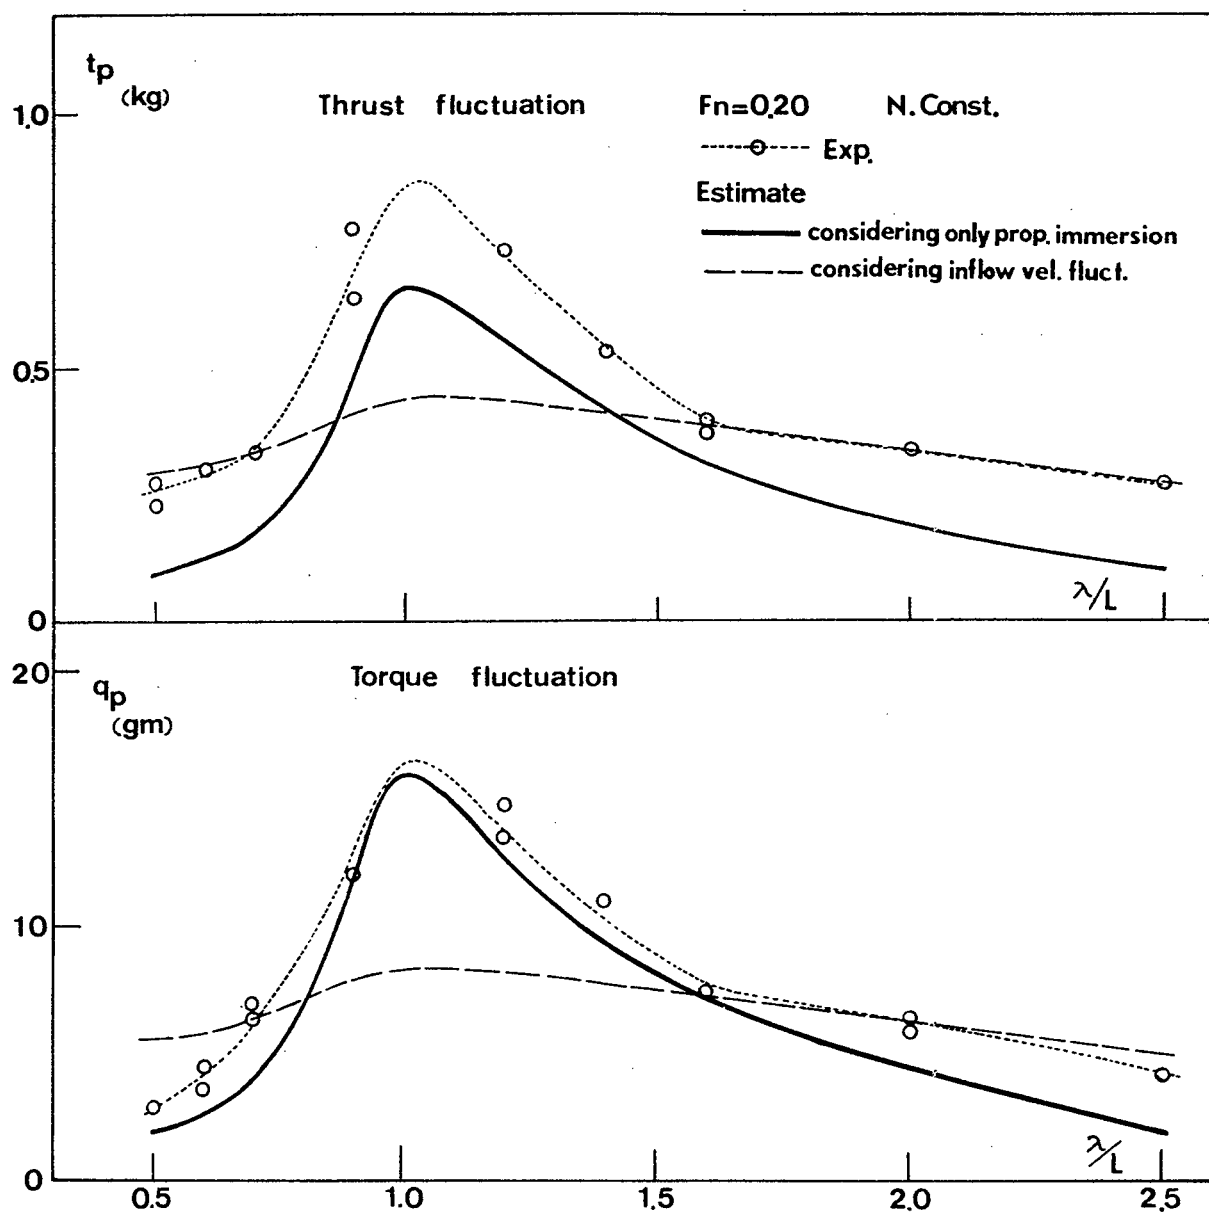 tp
(kg)
Thrust fluctuation
Fn=0.20 N.Const.
1.0
Exp.
Estimate
considering only prop. immersion
considering inflow vel. fluct.
0.5
λ/L
0
20
Torque fluctuation
qp
(gm)
10
λ/L
0
0.5 1.0 1.5 2.0 2.5